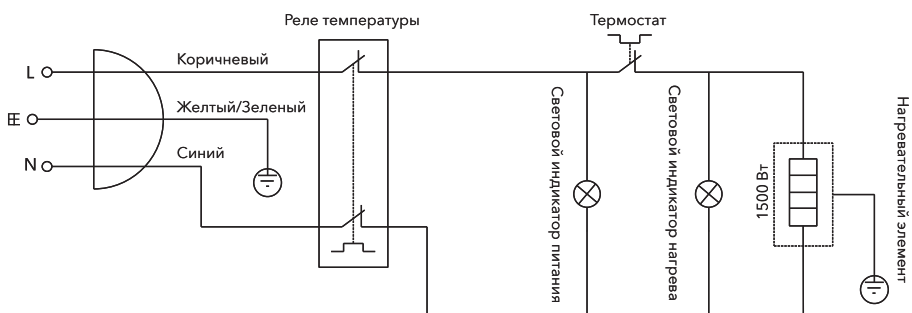 Реле температуры
Термостат
L
Коричневый
E
Желтый/Зеленый
N
Синий
Световой индикатор питания
Световой индикатор нагрева
1500 Вт
Нагревательный элемент